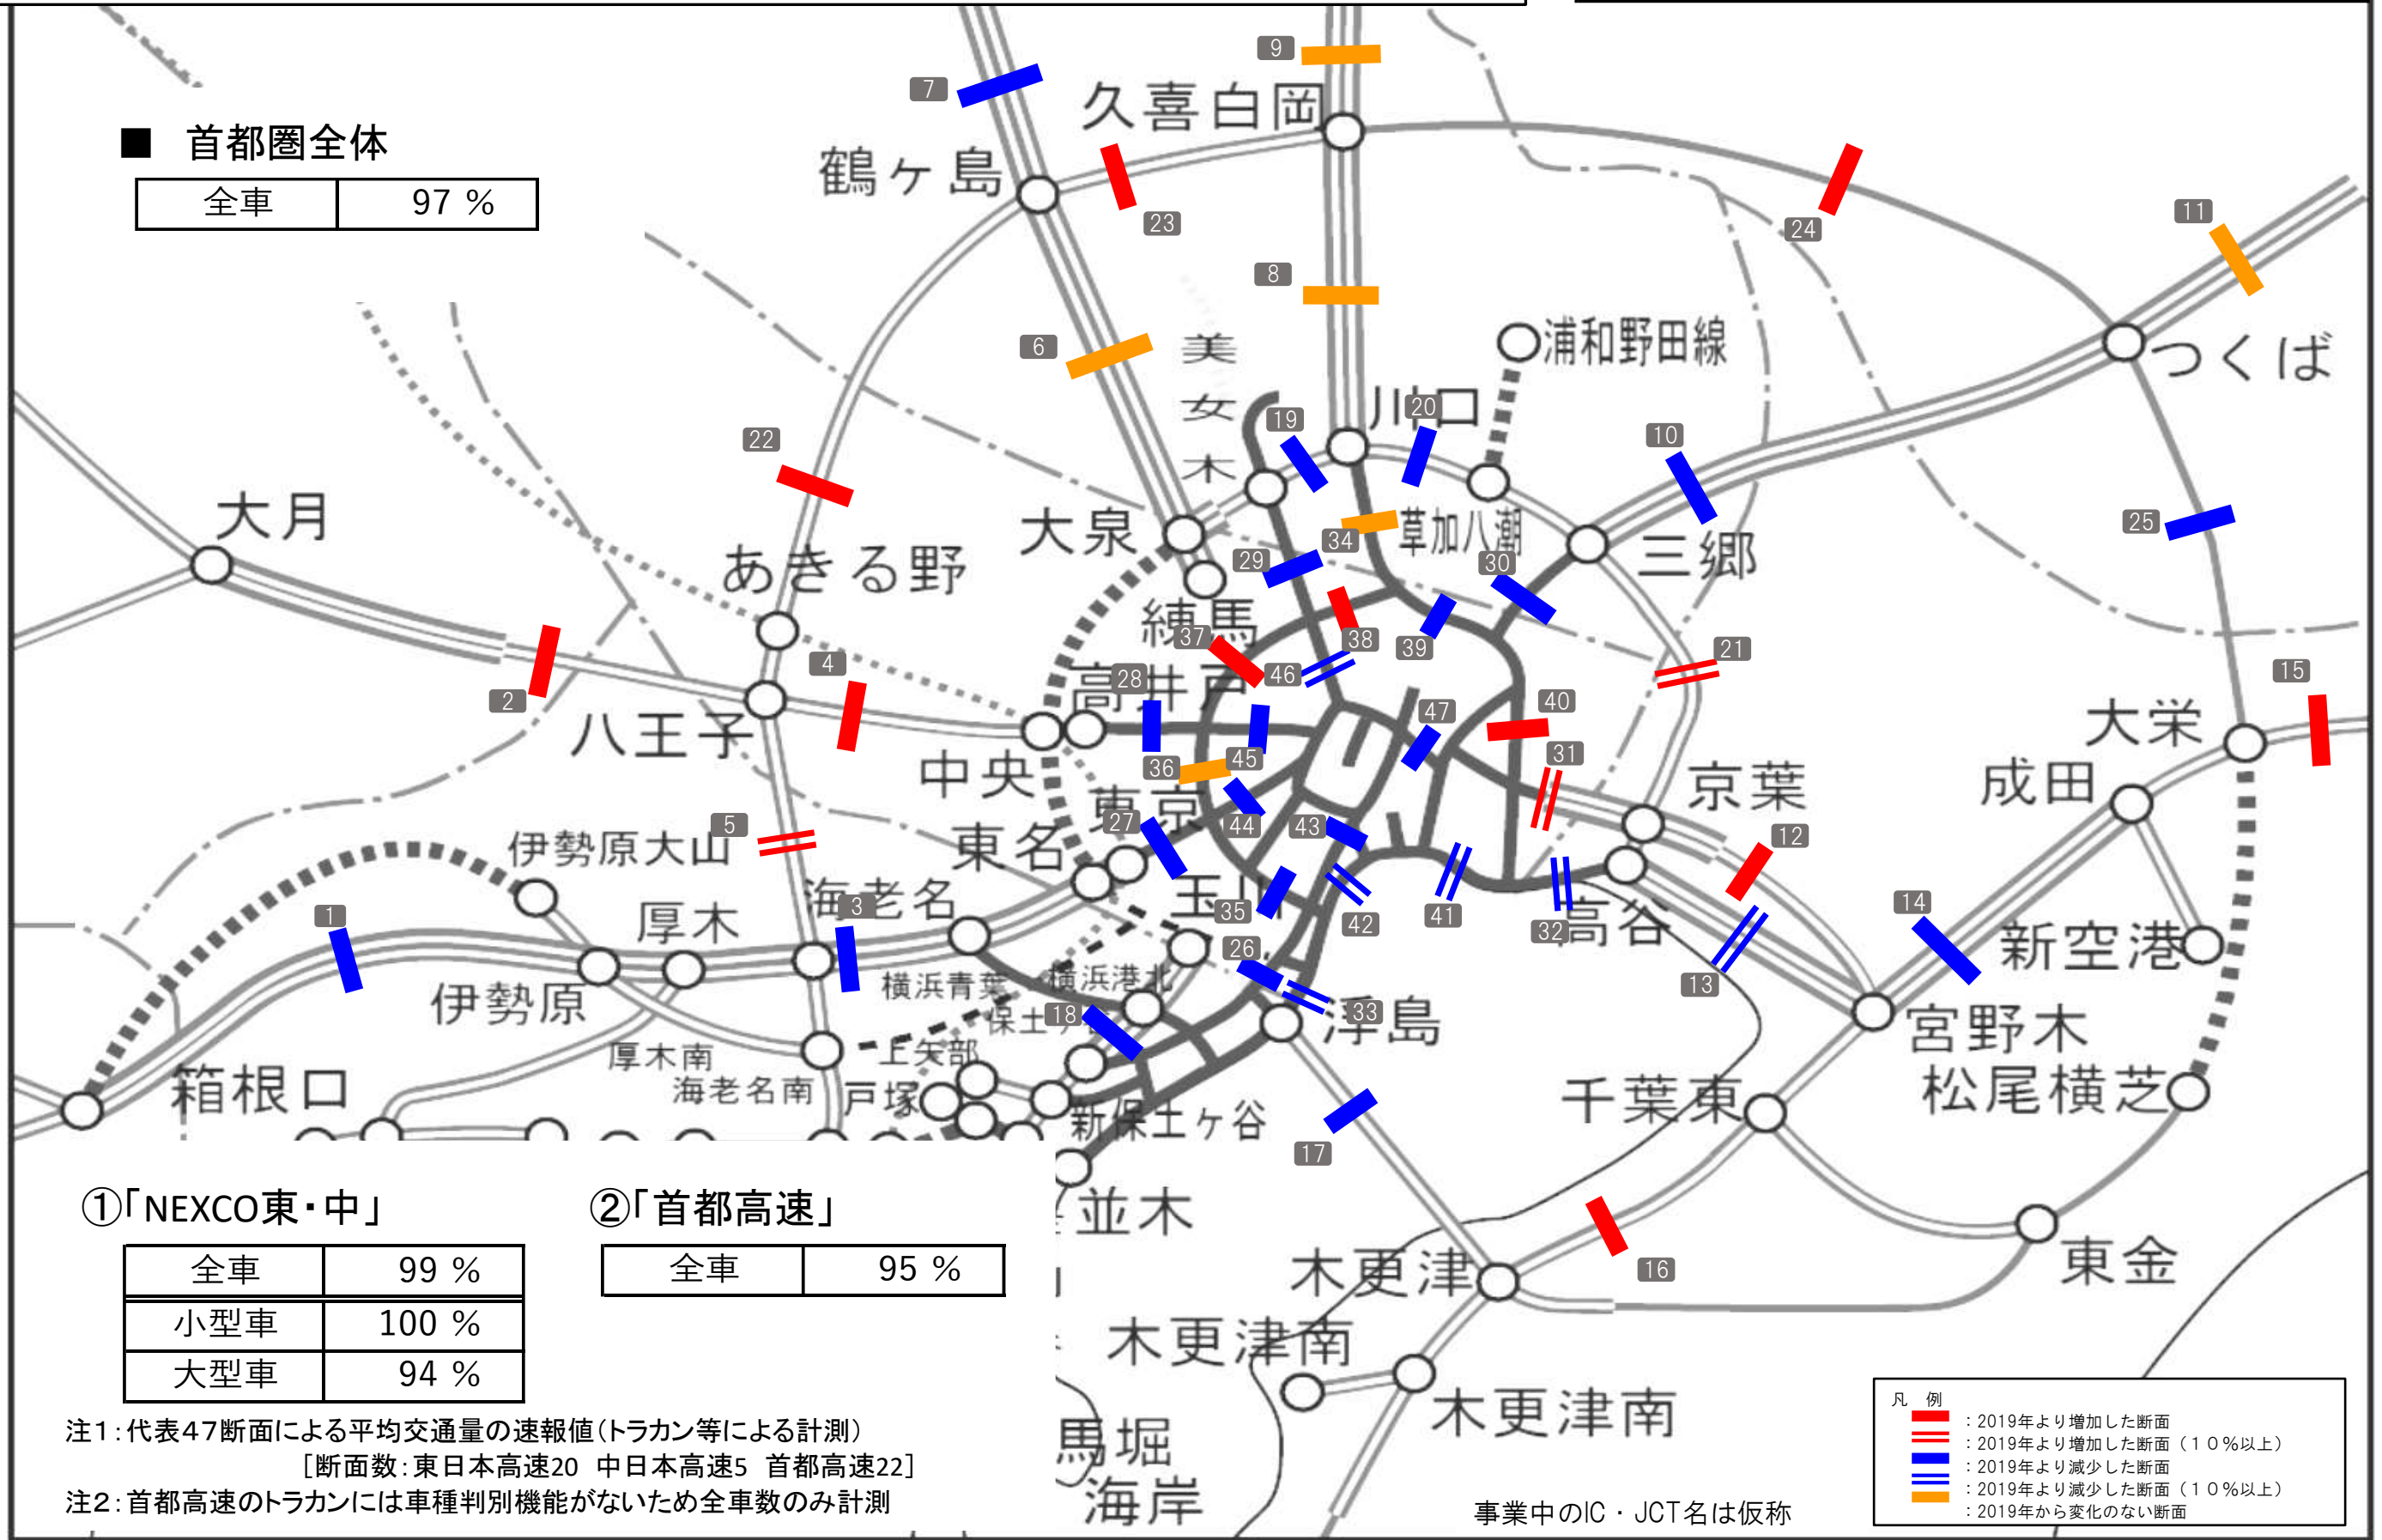 ■ 首都圏全体
全車 97 %
9
7
久喜白岡
鶴ヶ島
23
24
11
8
6
美女木
浦和野田線
つくば
川口
19
20
10
22
大月
大泉
草加八潮
34
三郷
25
あきる野
29
30
練馬
37
38
39
21
4
46
15
2
28
高井戸
40
47
大栄
八王子
31
中央
36
45
京葉
成田
東京
5
27
44
43
12
伊勢原大山
東名
1
海老名
3
玉川
35
42
41
32
高谷
14
厚木
26
新空港
伊勢原
横浜青葉
横浜港北
13
18
保土ヶ谷
33
浮島
宮野木
厚木南
上矢部
箱根口
海老名南
戸塚
千葉東
松尾横芝
新保土ヶ谷
17
①「NEXCO東・中」
②「首都高速」
並木
全車 99 %
全車 95 %
小型車 100 %
大型車 94 %
木更津
16
東金
木更津南
木更津南
馬堀
海岸
注1:代表47断面による平均交通量の速報値(トラカン等による計測)
[断面数:東日本高速20 中日本高速5 首都高速22]
注2:首都高速のトラカンには車種判別機能がないため全車数のみ計測
事業中のIC・JCT名は仮称
凡 例
:2019年より増加した断面
:2019年より増加した断面(10%以上)
:2019年より減少した断面
:2019年より減少した断面(10%以上)
:2019年から変化のない断面